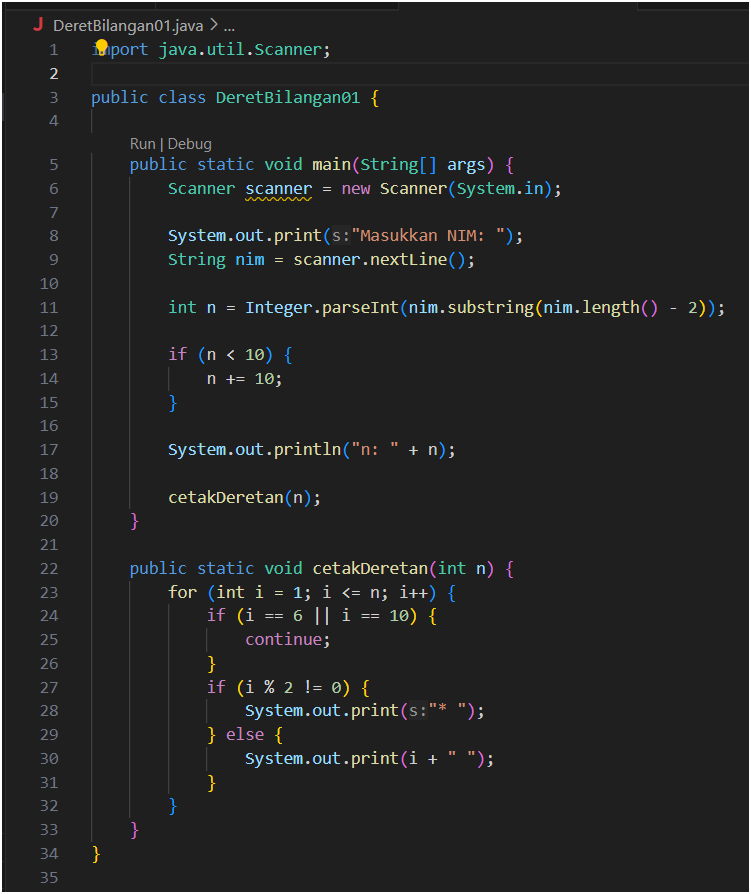 J DeretBilangan01.java > ...
1 import java.util.Scanner;
2
3 public class DeretBilangan01 {
4
Run | Debug
5 public static void main(String[] args) {
6 Scanner scanner = new Scanner(System.in);
7
8 System.out.print(s:"Masukkan NIM: ");
9 String nim = scanner.nextLine();
10
11 int n = Integer.parseInt(nim.substring(nim.length() - 2));
12
13 if (n < 10) {
14 n += 10;
15 }
16
17 System.out.println("n: " + n);
18
19 cetakDeretan(n);
20 }
21
22 public static void cetakDeretan(int n) {
23 for (int i = 1; i <= n; i++) {
24 if (i == 6 || i == 10) {
25 continue;
26 }
27 if (i % 2 != 0) {
28 System.out.print(s:"* ");
29 } else {
30 System.out.print(i + " ");
31 }
32 }
33 }
34 }
35